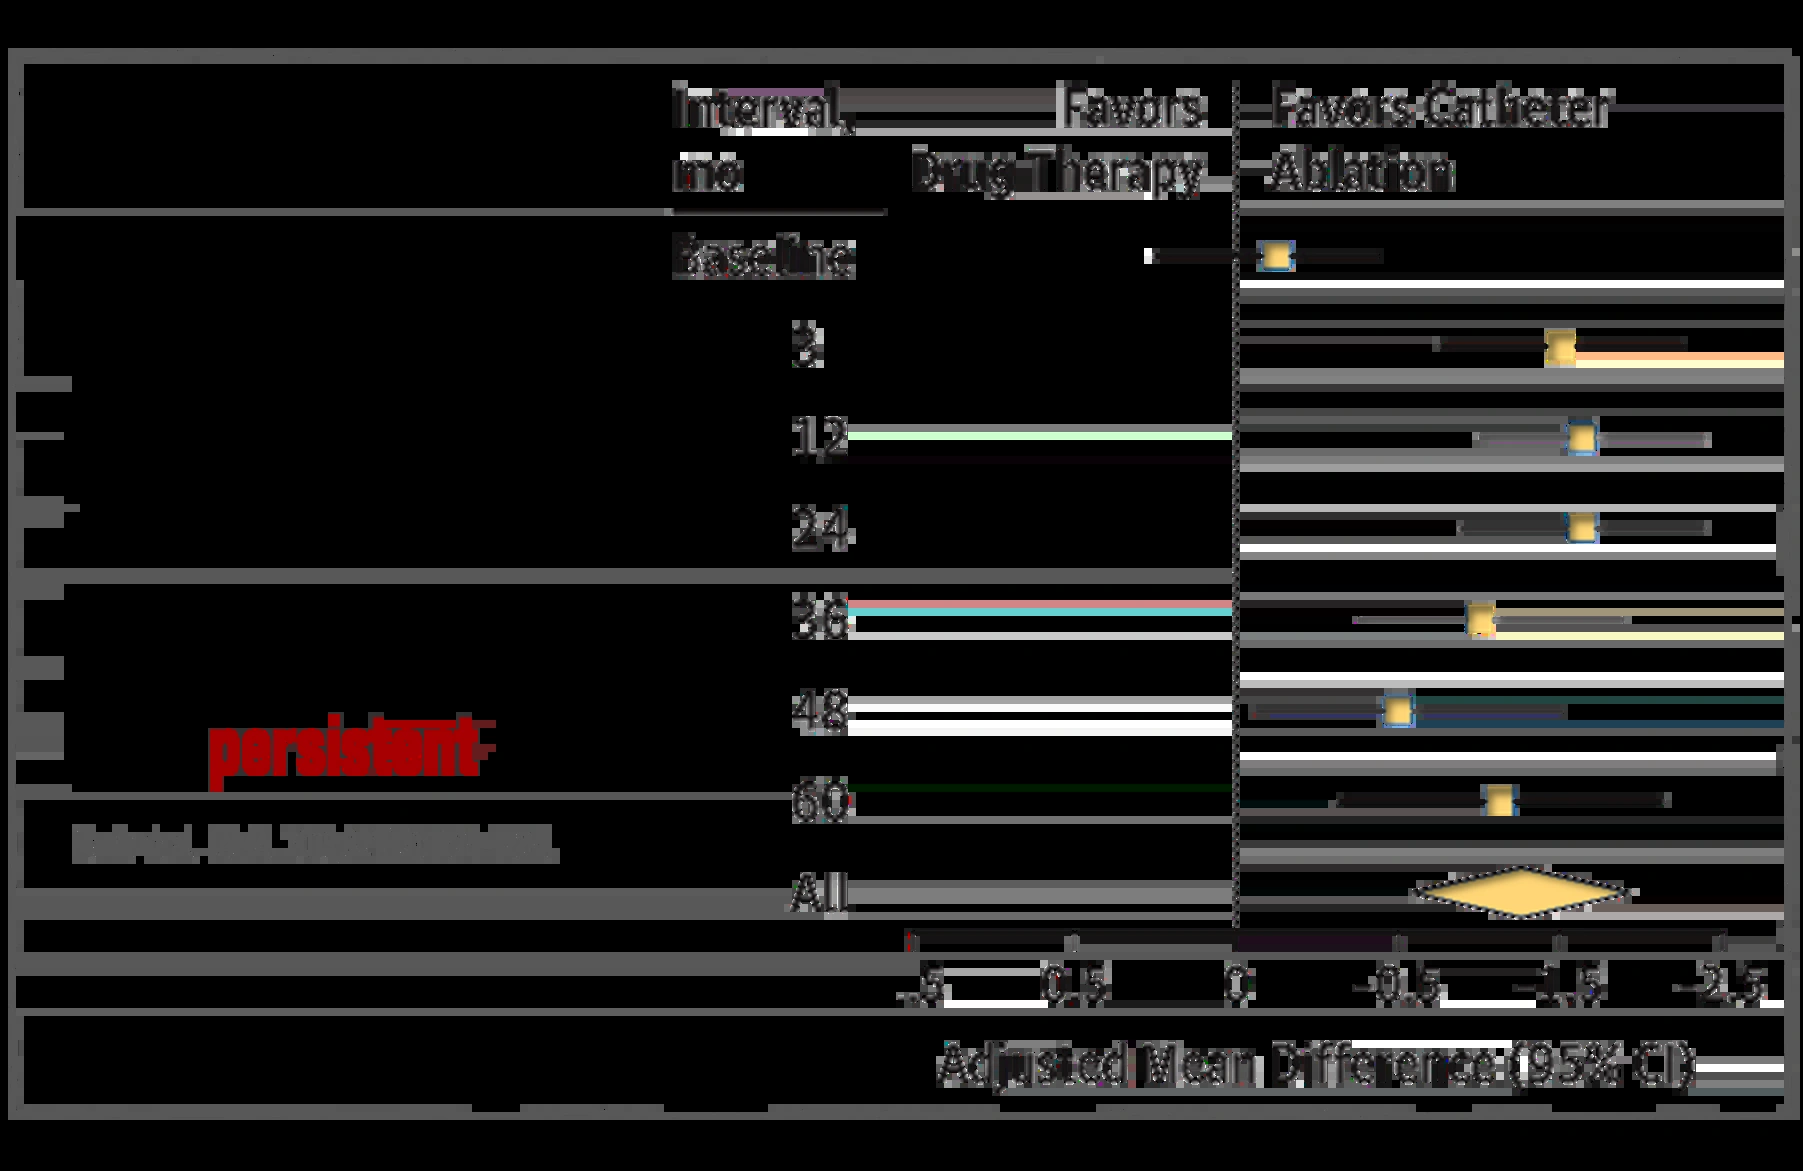 Interval, Favors Favors Catheter
mo Drug Therapy Ablation
Baseline
3
12
24
36
48
persistent
60
All
.5 0.5 0 -0.5 -1.5 -2.5
Adjusted Mean Difference (95% CI)